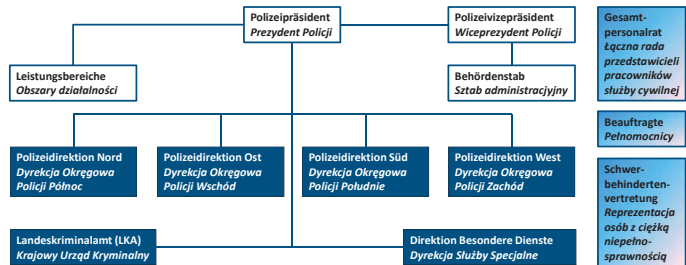 Polizeipräsident
Prezydent Policji
Polizeivizepräsident
Wiceprezydent Policji
Leistungsbereiche
Obszary działalności
Behördenstab
Sztab administracyjny
Polizeidirektion Nord
Dyrekcja Okręgowa
Policji Północ
Polizeidirektion Ost
Dyrekcja Okręgowa
Policji Wschód
Polizeidirektion Süd
Dyrekcja Okręgowa
Policji Południe
Polizeidirektion West
Dyrekcja Okręgowa
Policji Zachód
Landeskriminalamt (LKA)
Krajowy Urząd Kryminalny
Direktion Besondere Dienste
Dyrekcja Służby Specjalne
Gesamt-
personalrat
Łączna rada
przedstawicieli
pracowników
służby cywilnej
Beauftragte
Pełnomocnicy
Schwer-
behinderten-
vertretung
Reprezentacja
osób z ciężką
niepełno-
sprawnością